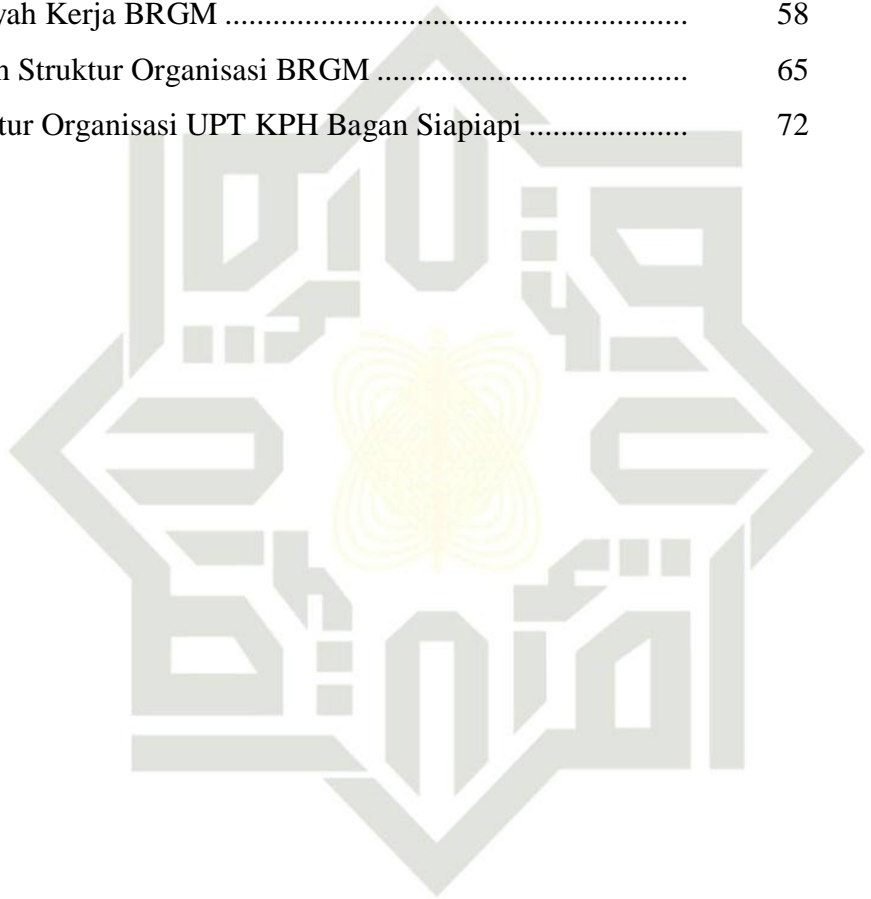 yah Kerja BRGM ............................................................ 58
n Struktur Organisasi BRGM ........................................ 65
tur Organisasi UPT KPH Bagan Siapiapi .................... 72